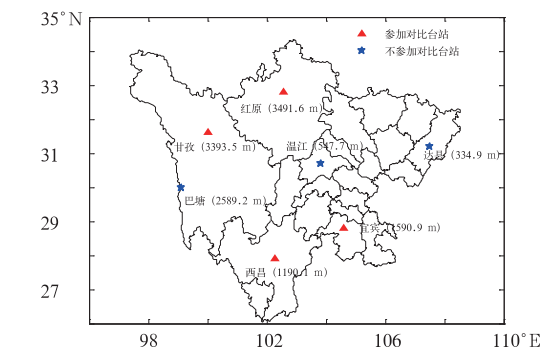 35°N
参加对比台站
不参加对比台站
33
红原 (3491.6 m)
甘孜 (3393.5 m)
温江 (547.7 m)
31
达县 (334.9 m)
巴塘 (2589.2 m)
29
宜宾 (1590.9 m)
西昌 (1190.1 m)
27
98
102
106
110°E